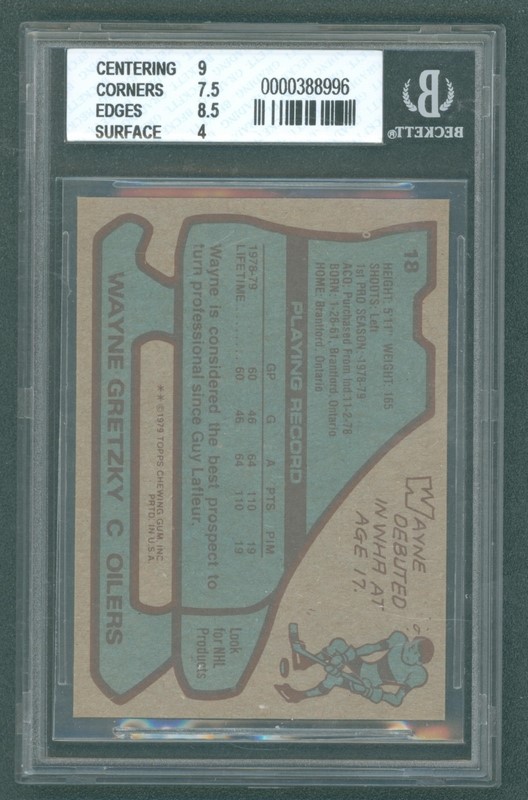 CENTERING 9
CORNERS 7.5
EDGES 8.5
SURFACE 4
0000388996
B
BECKETT®
18
HEIGHT: 5'11" WEIGHT: 165
SHOOTS: Left
1st PRO SEASON: 1978-79
ACQ: Purchased From Ind 11-2-78
BORN: 1-26-61, Brantford, Ontario
HOME: Brantford, Ontario
WAYNE
DEBUTED
IN WHA AT
AGE 17.
PLAYING RECORD
GP G A PTS PIM
1978-79 60 46 64 110 19
LIFETIME...... 60 46 64 110 19
Wayne is considered the best prospect to
turn professional since Guy Lafleur.
Look
for NHL
Products
**©1979 TOPPS CHEWING GUM, INC.
PRTD. IN U.S.A.
WAYNE GRETZKY C OILERS